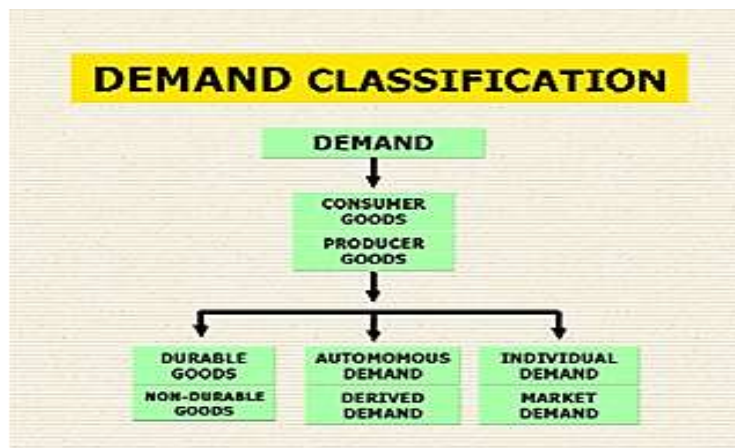 DEMAND CLASSIFICATION
DEMAND
CONSUMER
GOODS
PRODUCER
GOODS
DURABLE
GOODS
NON-DURABLE
GOODS
AUTOMOMOUS
DEMAND
DERIVED
DEMAND
INDIVIDUAL
DEMAND
MARKET
DEMAND